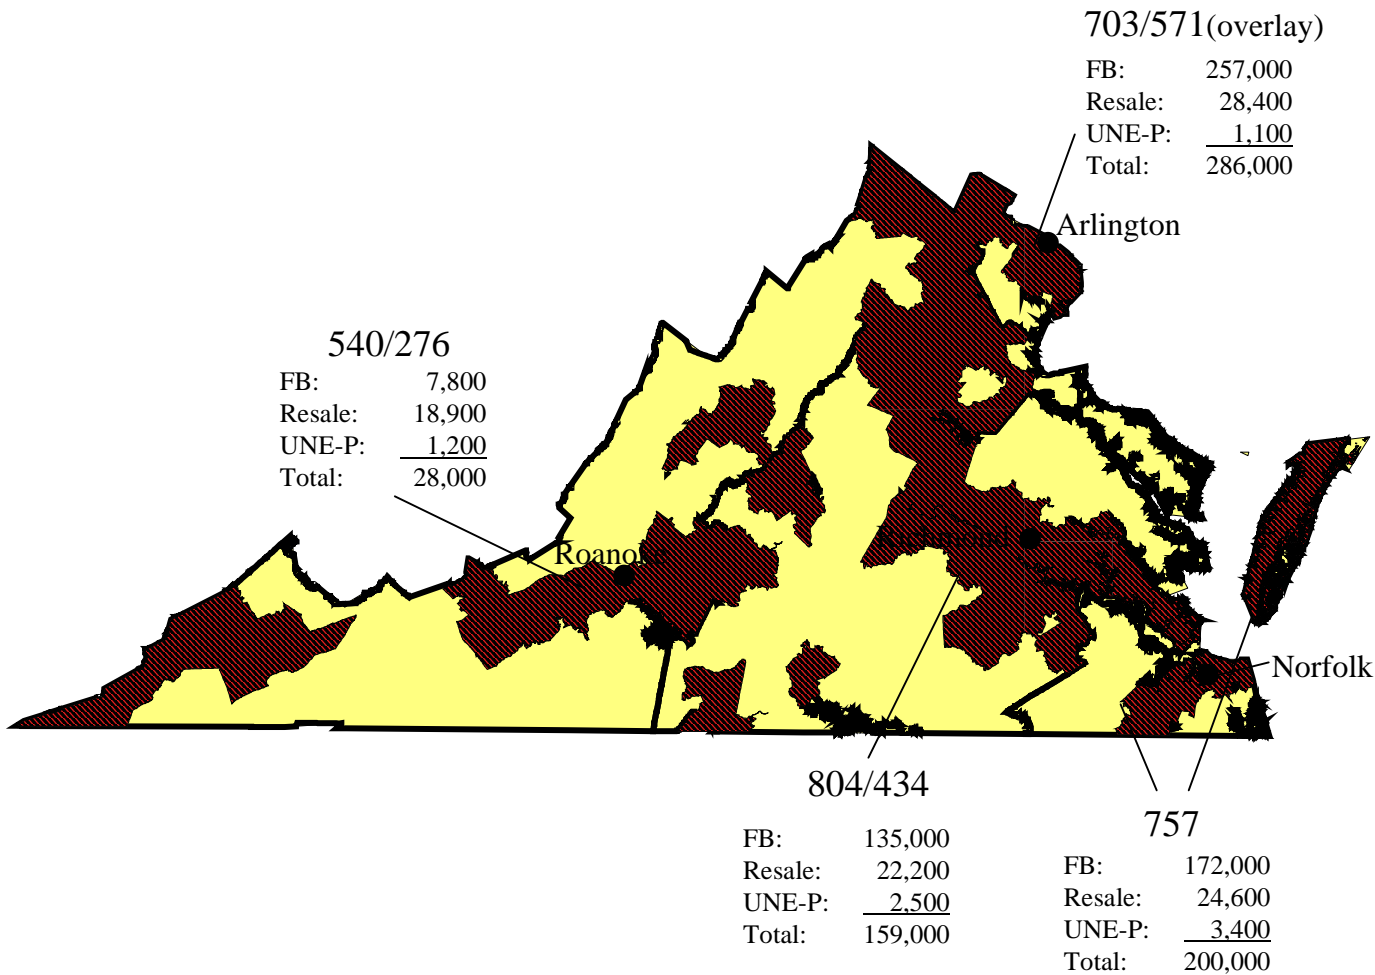 703/571(overlay)
FB: 257,000
Resale: 28,400
UNE-P: 1,100
Total: 286,000
Arlington
540/276
FB: 7,800
Resale: 18,900
UNE-P: 1,200
Total: 28,000
Richmond
Roanoke
Norfolk
804/434
FB: 135,000
Resale: 22,200
UNE-P: 2,500
Total: 159,000
757
FB: 172,000
Resale: 24,600
UNE-P: 3,400
Total: 200,000